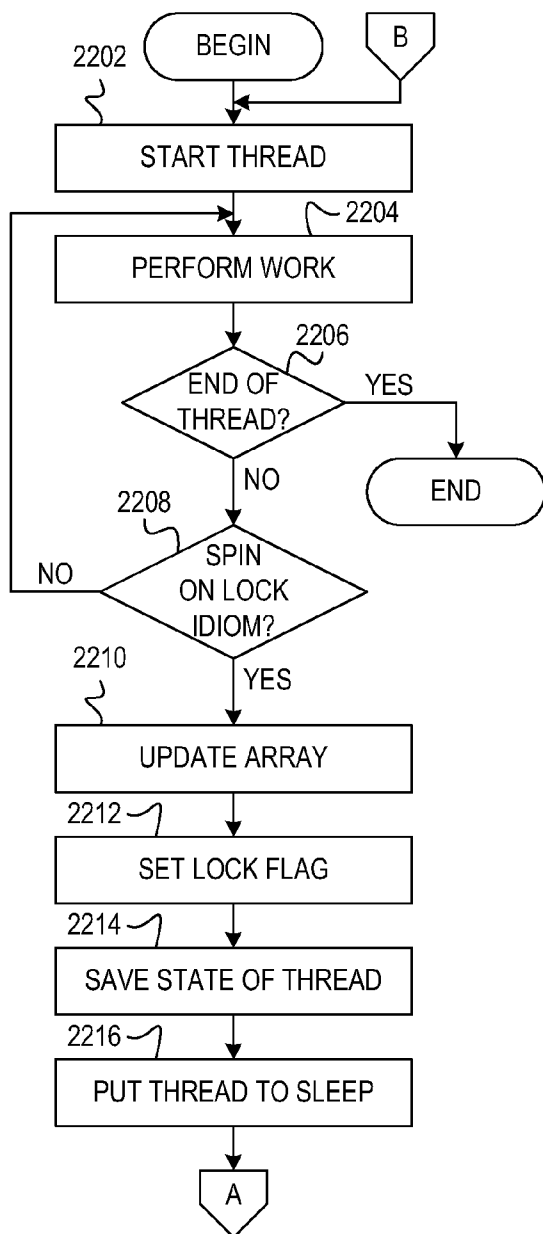 BEGIN
B
2202
START THREAD
2204
PERFORM WORK
2206
END OF
THREAD?
YES
END
NO
2208
SPIN
ON LOCK
IDIOM?
NO
YES
2210
UPDATE ARRAY
2212
SET LOCK FLAG
2214
SAVE STATE OF THREAD
2216
PUT THREAD TO SLEEP
A